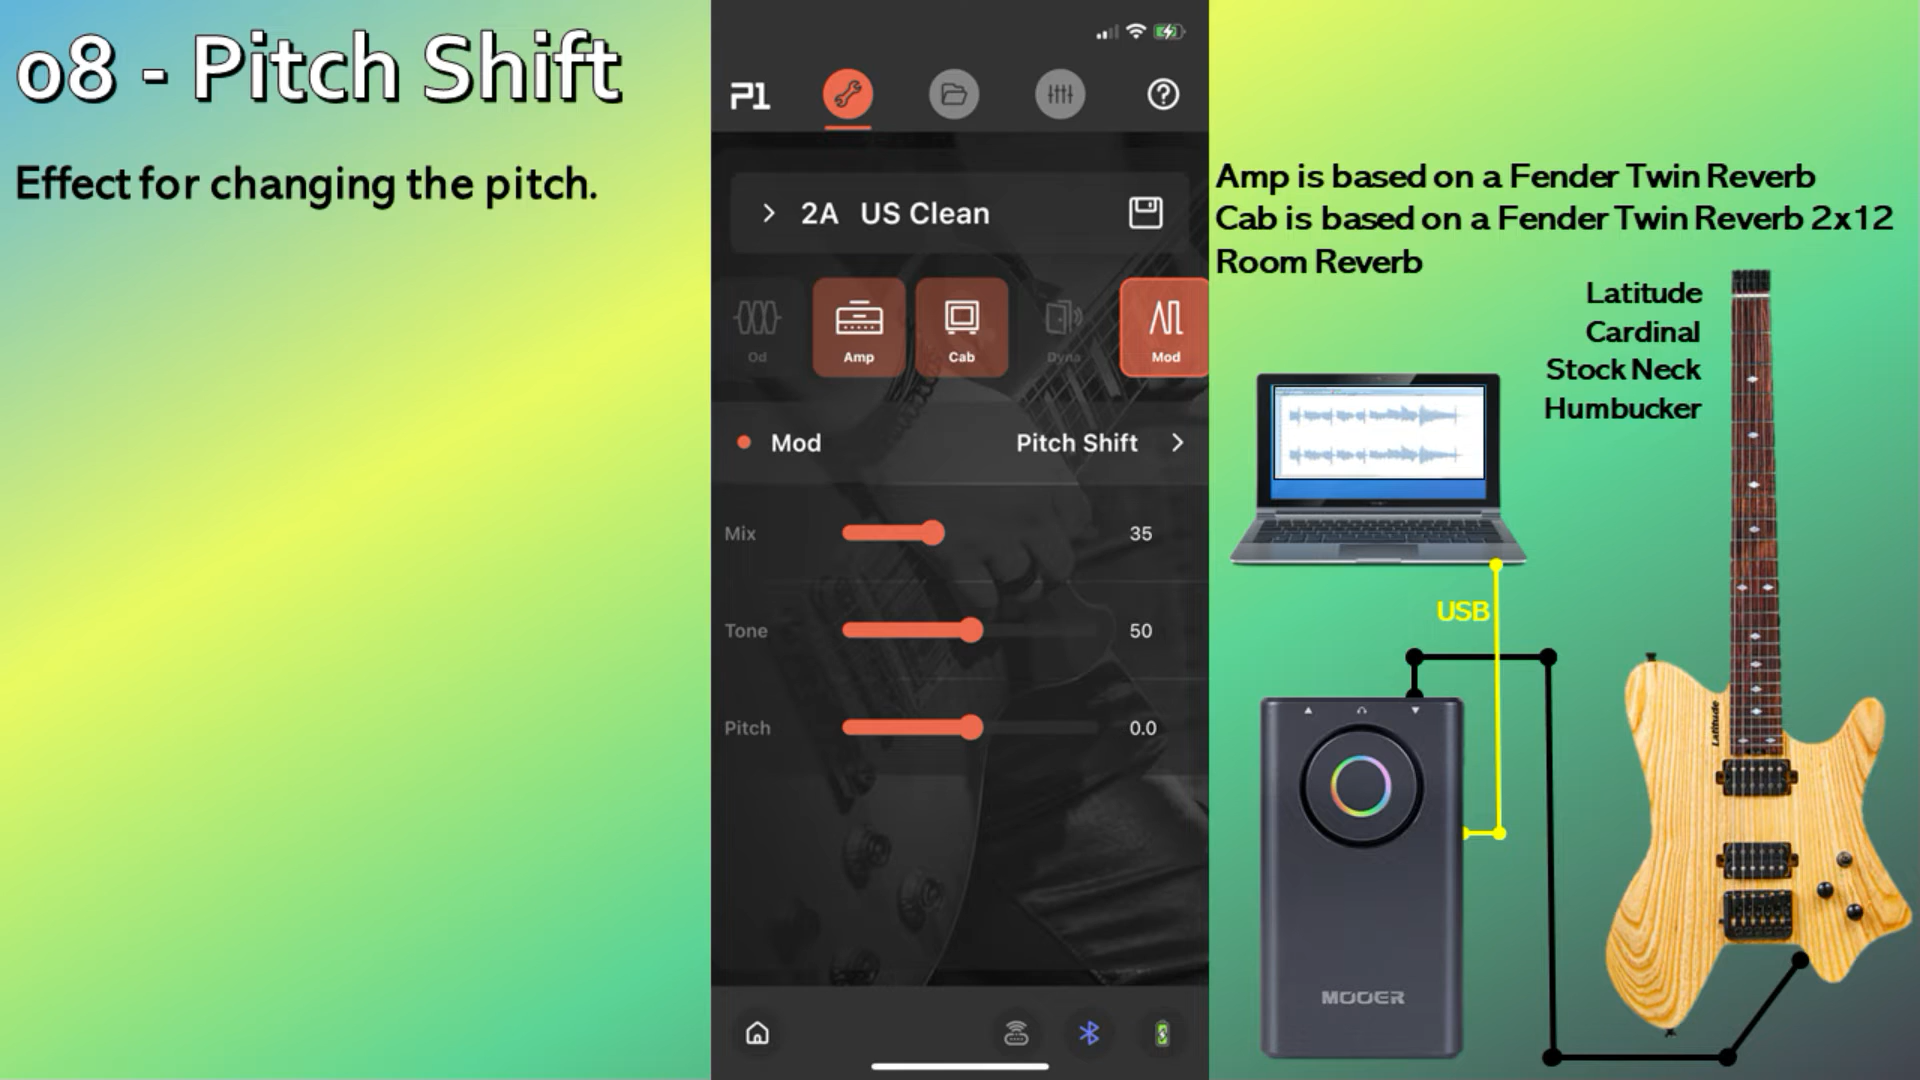 o8 - Pitch Shift
Effect for changing the pitch.
P1
2A US Clean
Od
Amp
Cab
Dyna
Mod
Mod
Pitch Shift
Mix
35
Tone
50
Pitch
0.0
Amp is based on a Fender Twin Reverb
Cab is based on a Fender Twin Reverb 2x12
Room Reverb
Latitude
Cardinal
Stock Neck
Humbucker
USB
Latitude
MOOER